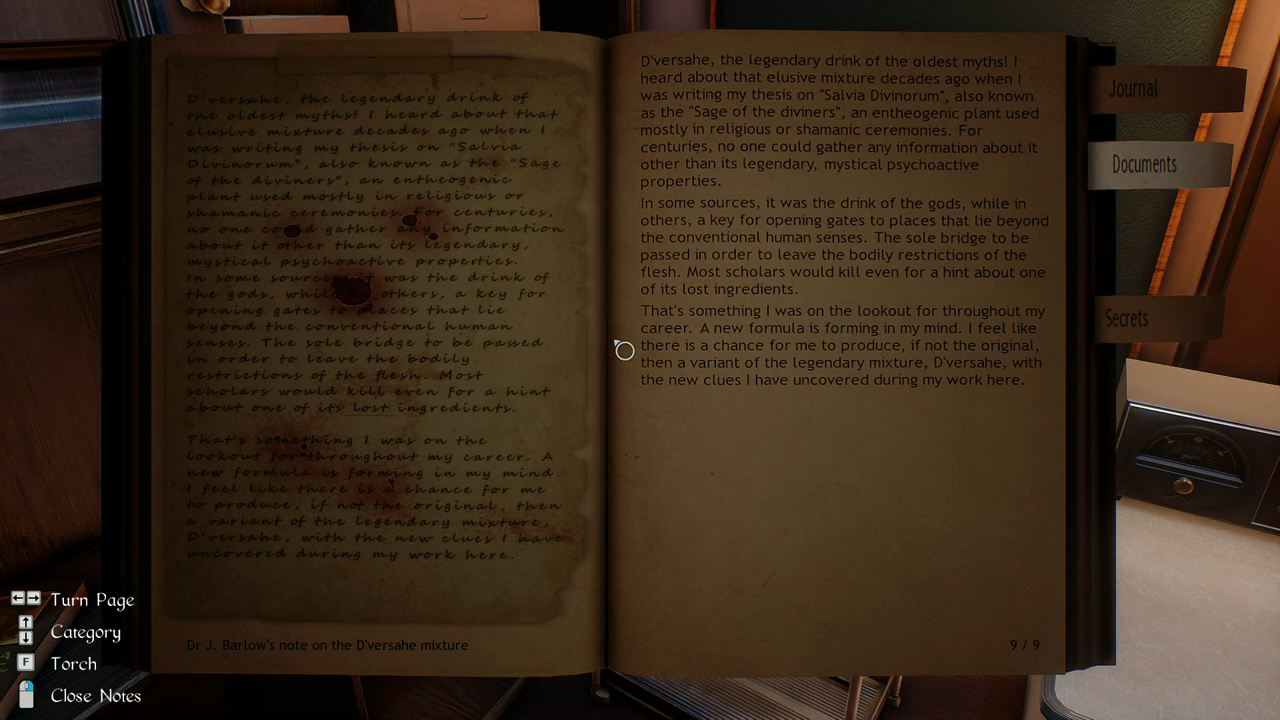 D'versahe, the legendary drink of
the oldest myths! I heard about that
elusive mixture decades ago when I
was writing my thesis on "Salvia
Divinorum", also known as the "Sage
of the diviners", an entheogenic
plant used mostly in religious or
shamanic ceremonies. For centuries,
no one could gather any information
about it other than its legendary,
mystical psychoactive properties.
In some sources, it was the drink of
the gods, while others, a key for
opening gates to places that lie
beyond the conventional human
senses. The sole bridge to be passed
in order to leave the bodily
restrictions of the flesh. Most
scholars would kill even for a hint
about one of its lost ingredients.
That's something I was on the
lookout for throughout my career. A
new formula is forming in my mind.
I feel like there is a chance for me
to produce, if not the original, then
a variant of the legendary mixture,
D'versahe, with the new clues I have
uncovered during my work here.
Dr J. Barlow's note on the D'versahe mixture
D'versahe, the legendary drink of the oldest myths! I
heard about that elusive mixture decades ago when I
was writing my thesis on "Salvia Divinorum", also known
as the "Sage of the diviners", an entheogenic plant used
mostly in religious or shamanic ceremonies. For
centuries, no one could gather any information about it
other than its legendary, mystical psychoactive
properties.
In some sources, it was the drink of the gods, while in
others, a key for opening gates to places that lie beyond
the conventional human senses. The sole bridge to be
passed in order to leave the bodily restrictions of the
flesh. Most scholars would kill even for a hint about one
of its lost ingredients.
That's something I was on the lookout for throughout my
career. A new formula is forming in my mind. I feel like
there is a chance for me to produce, if not the original,
then a variant of the legendary mixture, D'versahe, with
the new clues I have uncovered during my work here.
9 / 9
Journal
Documents
Secrets
Turn Page
Category
F Torch
Close Notes